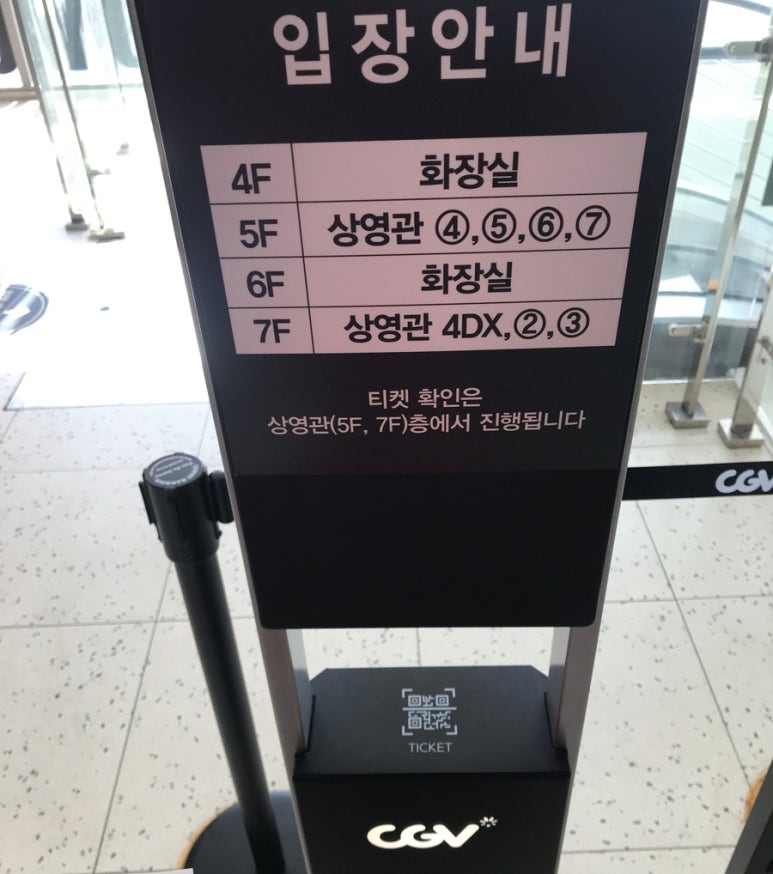 입장안내
4F 화장실
5F 상영관 ④,⑤,⑥,⑦
6F 화장실
7F 상영관 4DX,②,③
티켓 확인은
상영관(5F, 7F)층에서 진행됩니다
CGV
TICKET
CGV